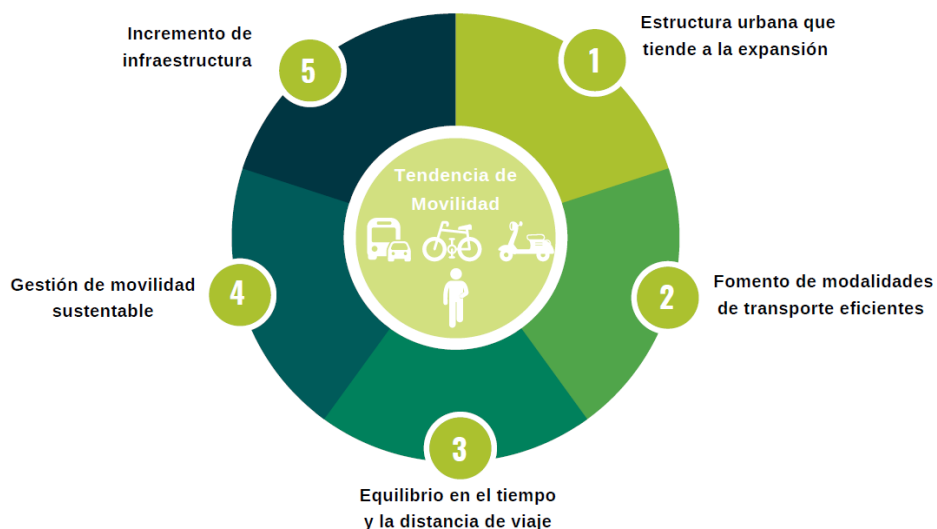 Tendencia de
Movilidad
1
Estructura urbana que
tiende a la expansión
2
Fomento de modalidades
de transporte eficientes
3
Equilibrio en el tiempo
y la distancia de viaje
4
Gestión de movilidad
sustentable
5
Incremento de
infraestructura